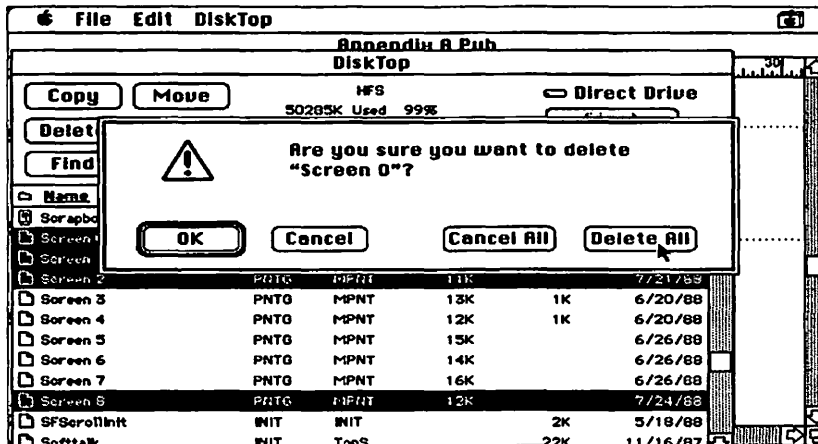 File Edit DiskTop
Appendix A Pub
DiskTop
30
Copy Move HFS Direct Drive
50285K Used 99%
Delet
Find
Are you sure you want to delete
“Screen 0”?
OK Cancel Cancel All Delete All
Name
Scrapbo
Screen
Screen
Screen 2 PNTG MPNT 11K 7/21/88
Screen 3 PNTG MPNT 13K 1K 6/20/88
Screen 4 PNTG MPNT 12K 1K 6/20/88
Screen 5 PNTG MPNT 15K 6/26/88
Screen 6 PNTG MPNT 14K 6/26/88
Screen 7 PNTG MPNT 16K 6/26/88
Screen 8 PNTG MPNT 12K 7/24/88
SFScrollInit INIT INIT 2K 5/18/88
Softtalk INIT TopS 22K 11/16/87